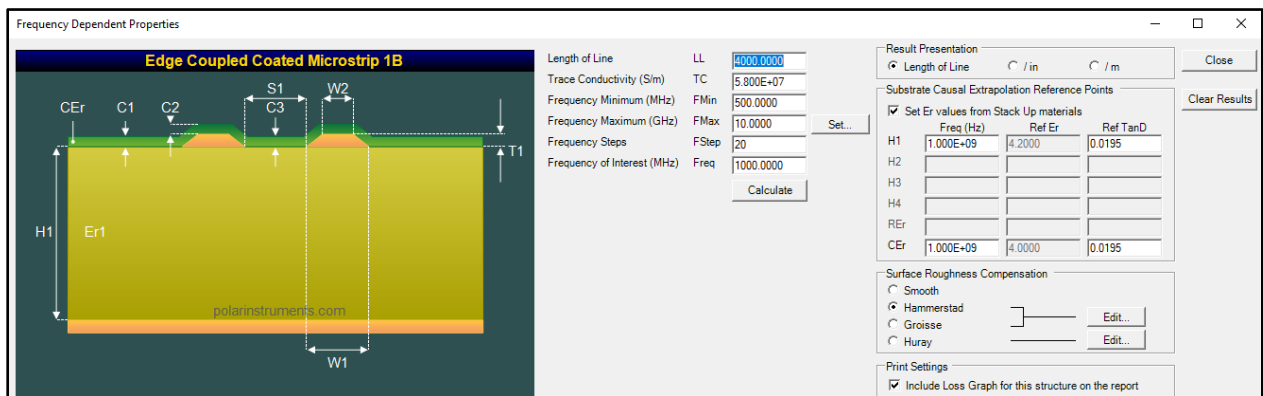 Frequency Dependent Properties
Edge Coupled Coated Microstrip 1B
CEr C1 C2 S1 C3 W2
T1
H1 Er1
polarinstruments.com
W1
Length of Line LL 4000.0000
Trace Conductivity (S/m) TC 5.800E+07
Frequency Minimum (MHz) FMin 500.0000
Frequency Maximum (GHz) FMax 10.0000 Set...
Frequency Steps FStep 20
Frequency of Interest (MHz) Freq 1000.0000
Calculate
Result Presentation
Length of Line / in / m
Substrate Causal Extrapolation Reference Points
Set Er values from Stack Up materials
Freq (Hz) Ref Er Ref TanD
H1 1.000E+09 4.2000 0.0195
H2
H3
H4
REr
CEr 1.000E+09 4.0000 0.0195
Surface Roughness Compensation
Smooth
Hammerstad
Groisse
Huray
Edit...
Edit...
Print Settings
Include Loss Graph for this structure on the report
Close
Clear Results